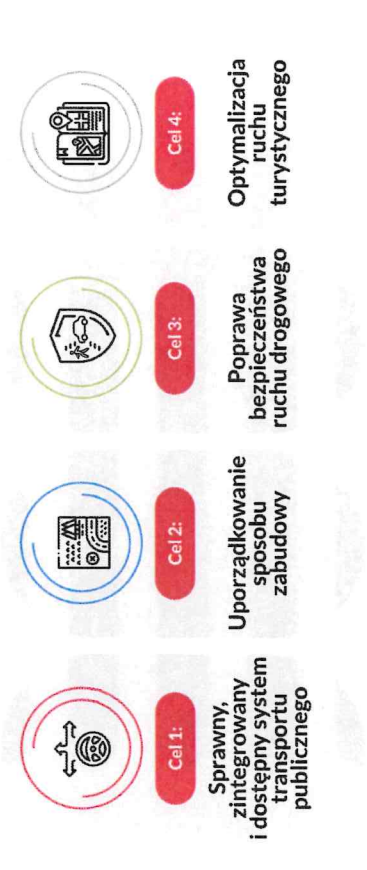 Cel 1:
Sprawny,
zintegrowany
i dostępny system
transportu
publicznego
Cel 2:
Uporządkowanie
sposobu
zabudowy
Cel 3:
Poprawa
bezpieczeństwa
ruchu drogowego
Cel 4:
Optymalizacja
ruchu
turystycznego